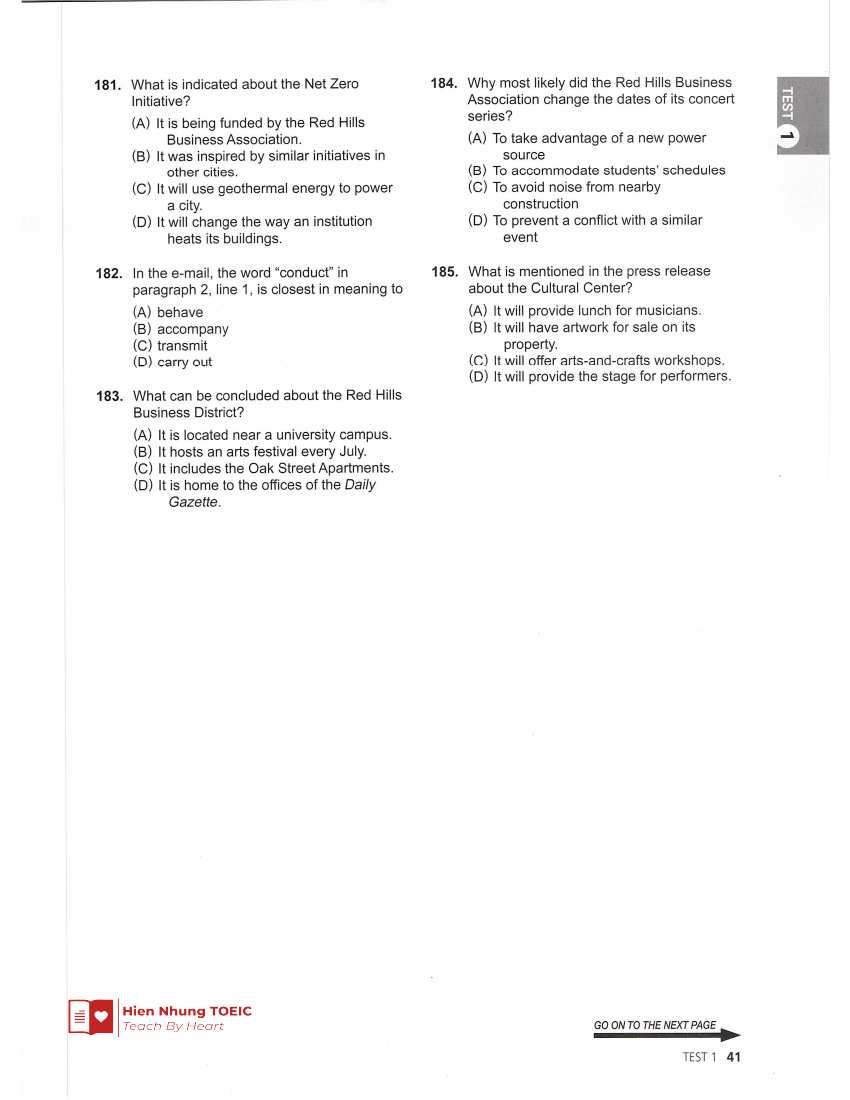 181. What is indicated about the Net Zero
Initiative?
(A) It is being funded by the Red Hills
Business Association.
(B) It was inspired by similar initiatives in
other cities.
(C) It will use geothermal energy to power
a city.
(D) It will change the way an institution
heats its buildings.
182. In the e-mail, the word “conduct” in
paragraph 2, line 1, is closest in meaning to
(A) behave
(B) accompany
(C) transmit
(D) carry out
183. What can be concluded about the Red Hills
Business District?
(A) It is located near a university campus.
(B) It hosts an arts festival every July.
(C) It includes the Oak Street Apartments.
(D) It is home to the offices of the Daily
Gazette.
184. Why most likely did the Red Hills Business
Association change the dates of its concert
series?
(A) To take advantage of a new power
source
(B) To accommodate students' schedules
(C) To avoid noise from nearby
construction
(D) To prevent a conflict with a similar
event
185. What is mentioned in the press release
about the Cultural Center?
(A) It will provide lunch for musicians.
(B) It will have artwork for sale on its
property.
(C) It will offer arts-and-crafts workshops.
(D) It will provide the stage for performers.
TEST 1
Hien Nhung TOEIC
Teach By Heart
GO ON TO THE NEXT PAGE
TEST 1 41